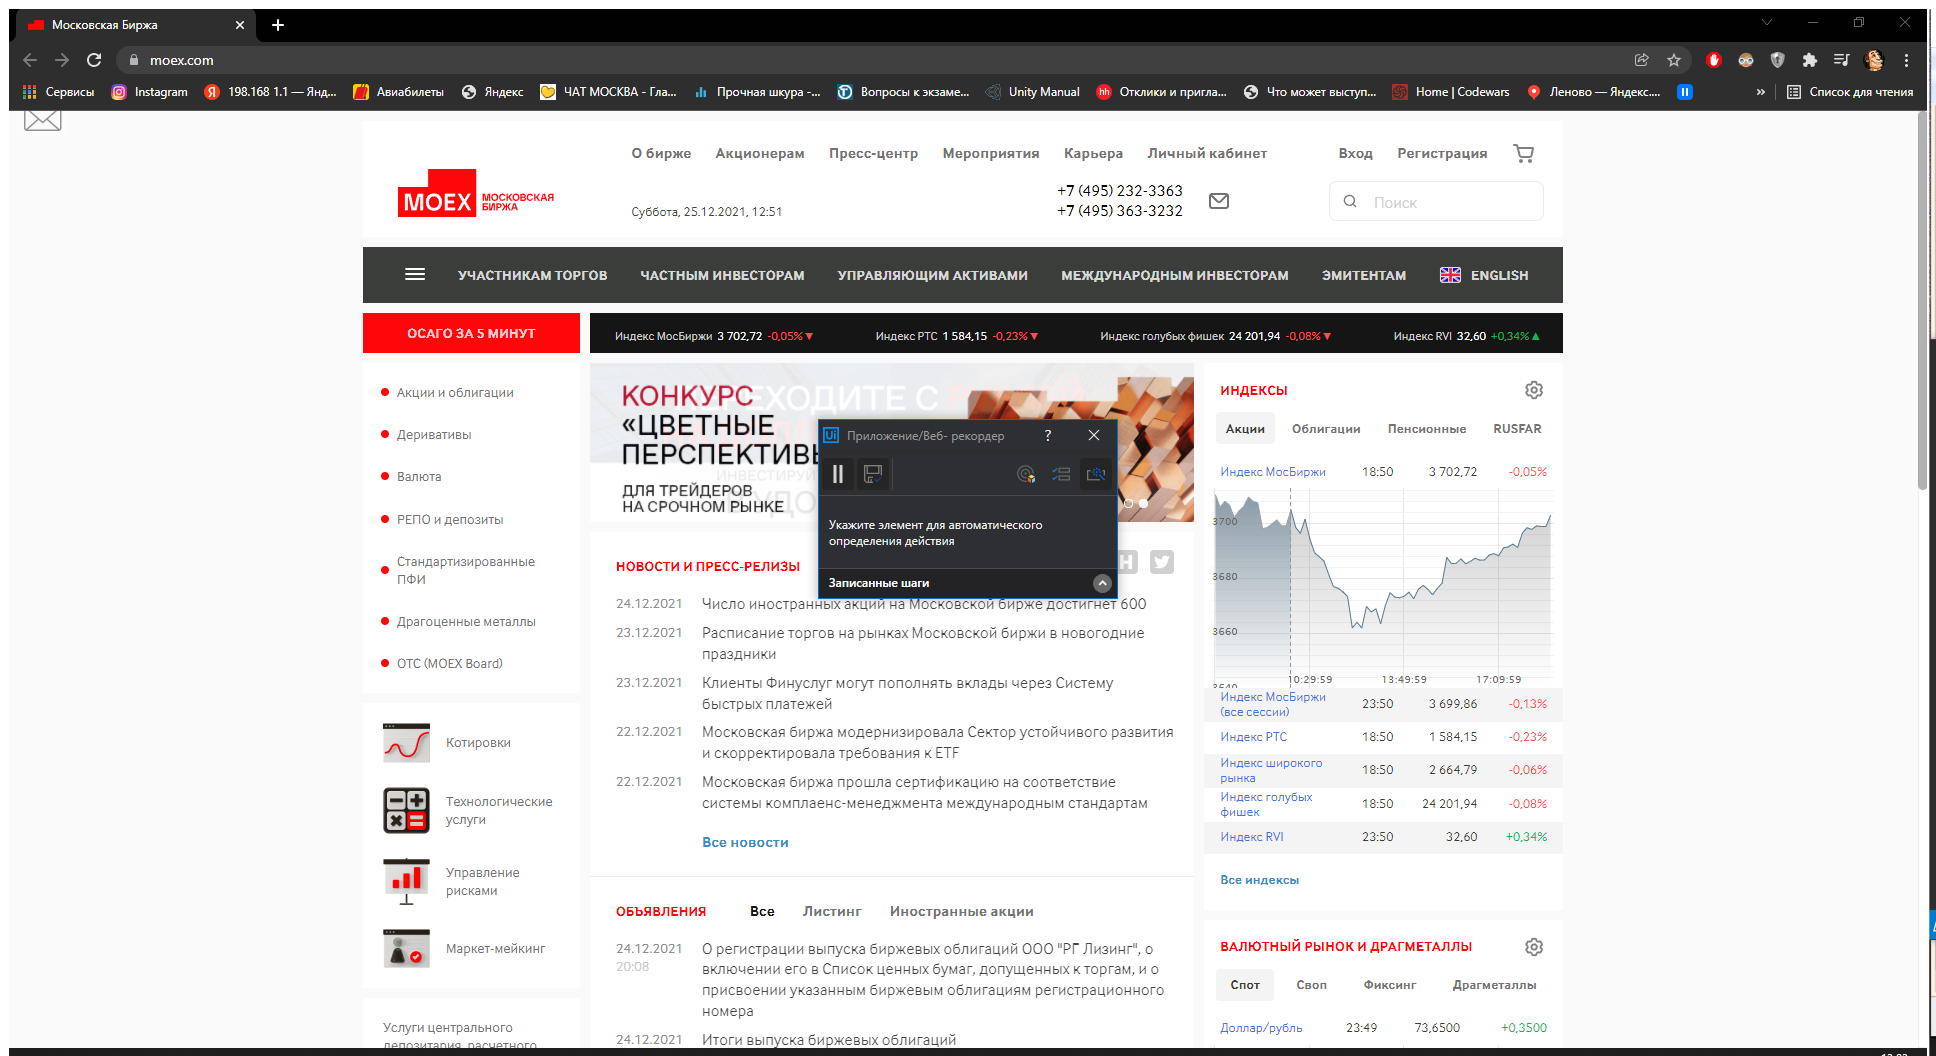 Московская Биржа
moex.com
Сервисы
Instagram
198.168 1.1 — Янд...
Авиабилеты
Яндекс
ЧАТ МОСКВА - Гла...
Прочная шкура -...
Вопросы к экзаме...
Unity Manual
hh
Отклики и пригла...
Что может выступ...
Home | Codewars
Леново — Яндекс....
»
Список для чтения
О бирже
Акционерам
Пресс-центр
Мероприятия
Карьера
Личный кабинет
Вход
Регистрация
MOEX
МОСКОВСКАЯ
БИРЖА
Суббота, 25.12.2021, 12:51
+7 (495) 232-3363
+7 (495) 363-3232
Поиск
УЧАСТНИКАМ ТОРГОВ
ЧАСТНЫМ ИНВЕСТОРАМ
УПРАВЛЯЮЩИМ АКТИВАМИ
МЕЖДУНАРОДНЫМ ИНВЕСТОРАМ
ЭМИТЕНТАМ
ENGLISH
ОСАГО ЗА 5 МИНУТ
Индекс МосБиржи 3 702,72 -0,05%▼
Индекс РТС 1 584,15 -0,23%▼
Индекс голубых фишек 24 201,94 -0,08%▼
Индекс RVI 32,60 +0,34%▲
Акции и облигации
Деривативы
Валюта
РЕПО и депозиты
Стандартизированные
ПФИ
Драгоценные металлы
OTC (MOEX Board)
Котировки
Технологические
услуги
Управление
рисками
Маркет-мейкинг
Услуги центрального
депозитария, расчетного
КОНКУРС
«ЦВЕТНЫЕ
ПЕРСПЕКТИВЫ
ДЛЯ ТРЕЙДЕРОВ
НА СРОЧНОМ РЫНКЕ
Ui
Приложение/Веб- рекордер
?
Укажите элемент для автоматического
определения действия
Записанные шаги
НОВОСТИ И ПРЕСС-РЕЛИЗЫ
24.12.2021 Число иностранных акций на Московской бирже достигнет 600
23.12.2021 Расписание торгов на рынках Московской биржи в новогодние
праздники
23.12.2021 Клиенты Финуслуг могут пополнять вклады через Систему
быстрых платежей
22.12.2021 Московская биржа модернизировала Сектор устойчивого развития
и скорректировала требования к ETF
22.12.2021 Московская биржа прошла сертификацию на соответствие
системы комплаенс-менеджмента международным стандартам
Все новости
ОБЪЯВЛЕНИЯ
Все
Листинг
Иностранные акции
24.12.2021 О регистрации выпуска биржевых облигаций ООО "РГ Лизинг", о
20:08 включении его в Список ценных бумаг, допущенных к торгам, и о
присвоении указанным биржевым облигациям регистрационного
номера
24.12.2021 Итоги выпуска биржевых облигаций
ИНДЕКСЫ
Акции
Облигации
Пенсионные
RUSFAR
Индекс МосБиржи 18:50 3 702,72 -0,05%
3700
3680
3660
3640
10:29:59
13:49:59
17:09:59
Индекс МосБиржи
(все сессии) 23:50 3 699,86 -0,13%
Индекс РТС 18:50 1 584,15 -0,23%
Индекс широкого
рынка 18:50 2 664,79 -0,06%
Индекс голубых
фишек 18:50 24 201,94 -0,08%
Индекс RVI 23:50 32,60 +0,34%
Все индексы
ВАЛЮТНЫЙ РЫНОК И ДРАГМЕТАЛЛЫ
Спот
Своп
Фиксинг
Драгметаллы
Доллар/рубль 23:49 73,6500 +0,3500